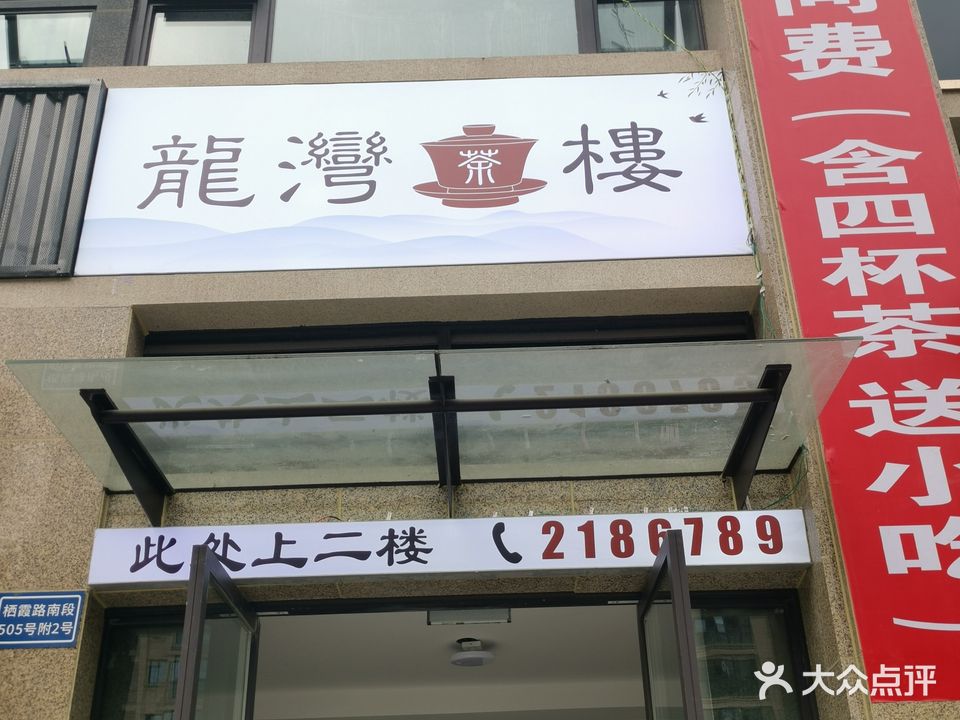 龍灣茶樓
此处上二楼 2186789
栖霞路南段
505号附2号
费（含四杯茶送小吃）
大众点评